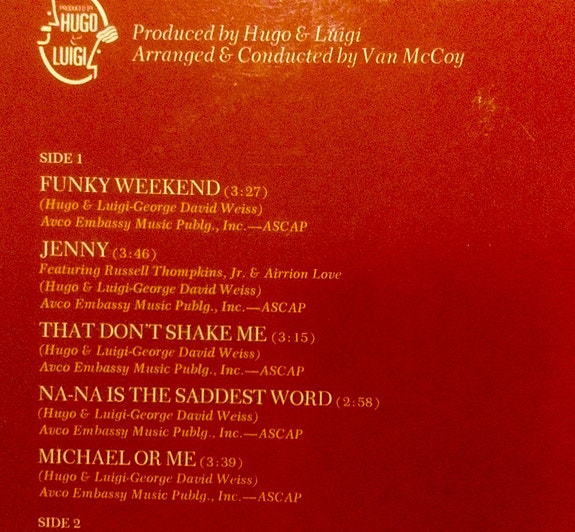 PRODUCED BY
HUGO
&
LUIGI
Produced by Hugo & Luigi
Arranged & Conducted by Van McCoy
SIDE 1
FUNKY WEEKEND (3:27)
(Hugo & Luigi-George David Weiss)
Avco Embassy Music Publg., Inc.—ASCAP
JENNY (3:46)
Featuring Russell Thompkins, Jr. & Airrion Love
(Hugo & Luigi-George David Weiss)
Avco Embassy Music Publg., Inc.—ASCAP
THAT DON'T SHAKE ME (3:15)
(Hugo & Luigi-George David Weiss)
Avco Embassy Music Publg., Inc.—ASCAP
NA-NA IS THE SADDEST WORD (2:58)
(Hugo & Luigi-George David Weiss)
Avco Embassy Music Publg., Inc.—ASCAP
MICHAEL OR ME (3:39)
(Hugo & Luigi-George David Weiss)
Avco Embassy Music Publg., Inc.—ASCAP
SIDE 2